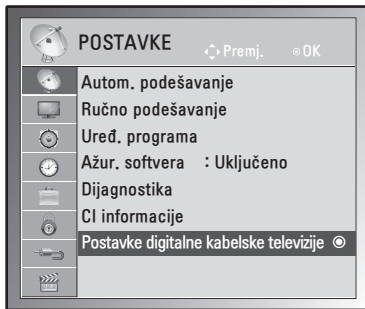 POSTAVKE Premj. OK
Autom. podešavanje
Ručno podešavanje
Uređ. programa
Ažur. softvera : Uključeno
Dijagnostika
CI informacije
Postavke digitalne kabelske televizije